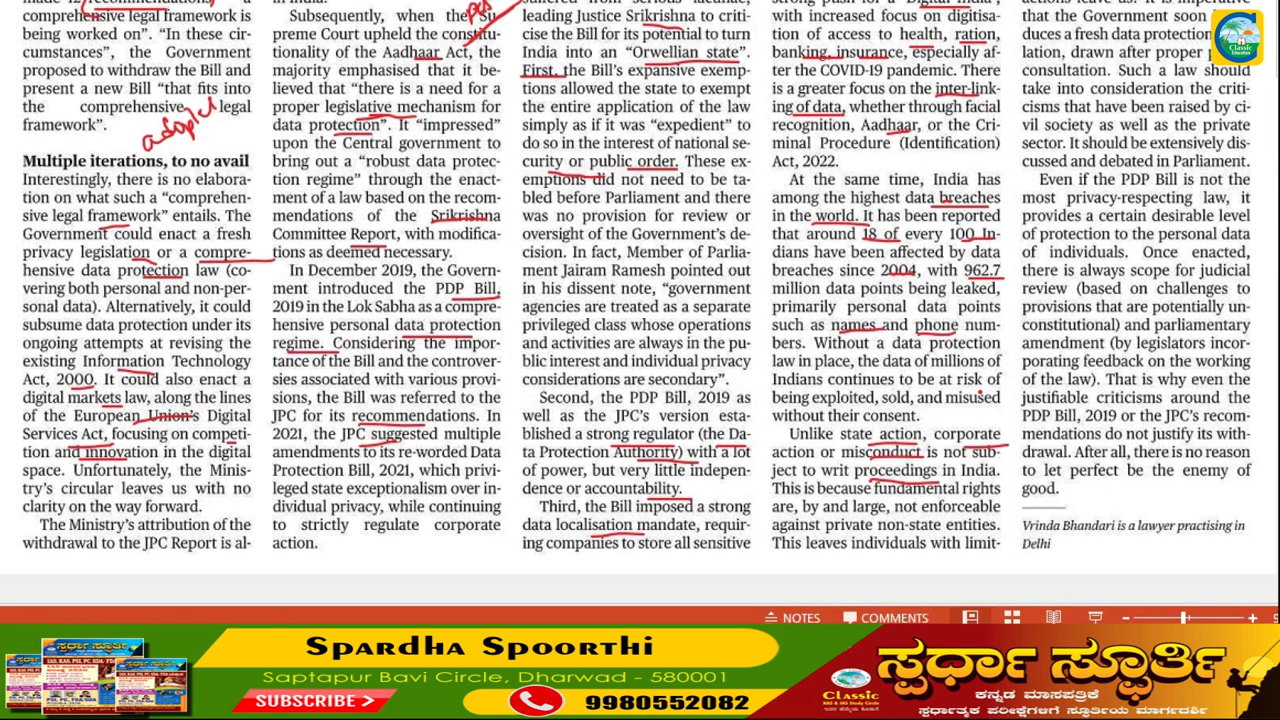 made 12 recommendations, a
comprehensive legal framework is
being worked on”. “In these cir-
cumstances”, the Government
proposed to withdraw the Bill and
present a new Bill “that fits into
the comprehensive legal
framework”.
Multiple iterations, to no avail
Interestingly, there is no elabora-
tion on what such a “comprehen-
sive legal framework” entails. The
Government could enact a fresh
privacy legislation or a compre-
hensive data protection law (co-
vering both personal and non-per-
sonal data). Alternatively, it could
subsume data protection under its
ongoing attempts at revising the
existing Information Technology
Act, 2000. It could also enact a
digital markets law, along the lines
of the European Union’s Digital
Services Act, focusing on competi-
tion and innovation in the digital
space. Unfortunately, the Minis-
try’s circular leaves us with no
clarity on the way forward.
The Ministry’s attribution of the
withdrawal to the JPC Report is al-
in India.
Subsequently, when the Su-
preme Court upheld the constitu-
tionality of the Aadhaar Act, the
majority emphasised that it be-
lieved that “there is a need for a
proper legislative mechanism for
data protection”. It “impressed”
upon the Central government to
bring out a “robust data protec-
tion regime” through the enact-
ment of a law based on the recom-
mendations of the Srikrishna
Committee Report, with modifica-
tions as deemed necessary.
In December 2019, the Govern-
ment introduced the PDP Bill,
2019 in the Lok Sabha as a compre-
hensive personal data protection
regime. Considering the impor-
tance of the Bill and the controver-
sies associated with various provi-
sions, the Bill was referred to the
JPC for its recommendations. In
2021, the JPC suggested multiple
amendments to its re-worded Data
Protection Bill, 2021, which privi-
leged state exceptionalism over in-
dividual privacy, while continuing
to strictly regulate corporate
action.
suffered from serious lacunae,
leading Justice Srikrishna to criti-
cise the Bill for its potential to turn
India into an “Orwellian state”.
First, the Bill’s expansive exemp-
tions allowed the state to exempt
the entire application of the law
simply as if it was “expedient” to
do so in the interest of national se-
curity or public order. These ex-
emptions did not need to be ta-
bled before Parliament and there
was no provision for review or
oversight of the Government’s de-
cision. In fact, Member of Parlia-
ment Jairam Ramesh pointed out
in his dissent note, “government
agencies are treated as a separate
privileged class whose operations
and activities are always in the pu-
blic interest and individual privacy
considerations are secondary”.
Second, the PDP Bill, 2019 as
well as the JPC’s version esta-
blished a strong regulator (the Da-
ta Protection Authority) with a lot
of power, but very little indepen-
dence or accountability.
Third, the Bill imposed a strong
data localisation mandate, requir-
ing companies to store all sensitive
strong push for a “Digital India”,
with increased focus on digitisa-
tion of access to health, ration,
banking, insurance, especially af-
ter the COVID-19 pandemic. There
is a greater focus on the inter-link-
ing of data, whether through facial
recognition, Aadhaar, or the Cri-
minal Procedure (Identification)
Act, 2022.
At the same time, India has
among the highest data breaches
in the world. It has been reported
that around 18 of every 100 In-
dians have been affected by data
breaches since 2004, with 962.7
million data points being leaked,
primarily personal data points
such as names and phone num-
bers. Without a data protection
law in place, the data of millions of
Indians continues to be at risk of
being exploited, sold, and misused
without their consent.
Unlike state action, corporate
action or misconduct is not sub-
ject to writ proceedings in India.
This is because fundamental rights
are, by and large, not enforceable
against private non-state entities.
This leaves individuals with limit-
actions leave us. It is imperative
that the Government soon
duces a fresh data protection
lation, drawn after proper
consultation. Such a law should
take into consideration the criti-
cisms that have been raised by ci-
vil society as well as the private
sector. It should be extensively dis-
cussed and debated in Parliament.
Even if the PDP Bill is not the
most privacy-respecting law, it
provides a certain desirable level
of protection to the personal data
of individuals. Once enacted,
there is always scope for judicial
review (based on challenges to
provisions that are potentially un-
constitutional) and parliamentary
amendment (by legislators incor-
porating feedback on the working
of the law). That is why even the
justifiable criticisms around the
PDP Bill, 2019 or the JPC’s recom-
mendations do not justify its with-
drawal. After all, there is no reason
to let perfect be the enemy of
good.
Vrinda Bhandari is a lawyer practising in
Delhi
Classic
Education
NOTES
COMMENTS
Spardha Spoorthi
Saptapur Bavi Circle, Dharwad - 580001
SUBSCRIBE
9980552082
Classic
KAS & IAS Study Circle
ಸ್ಪರ್ಧಾ ಸ್ಫೂರ್ತಿ
ಕನ್ನಡ ಮಾಸಪತ್ರಿಕೆ
ಸ್ಪರ್ಧಾತ್ಮಕ ಪರೀಕ್ಷೆಗಳಿಗೆ ಸ್ಫೂರ್ತಿಯ ಮಾರ್ಗದರ್ಶಿ